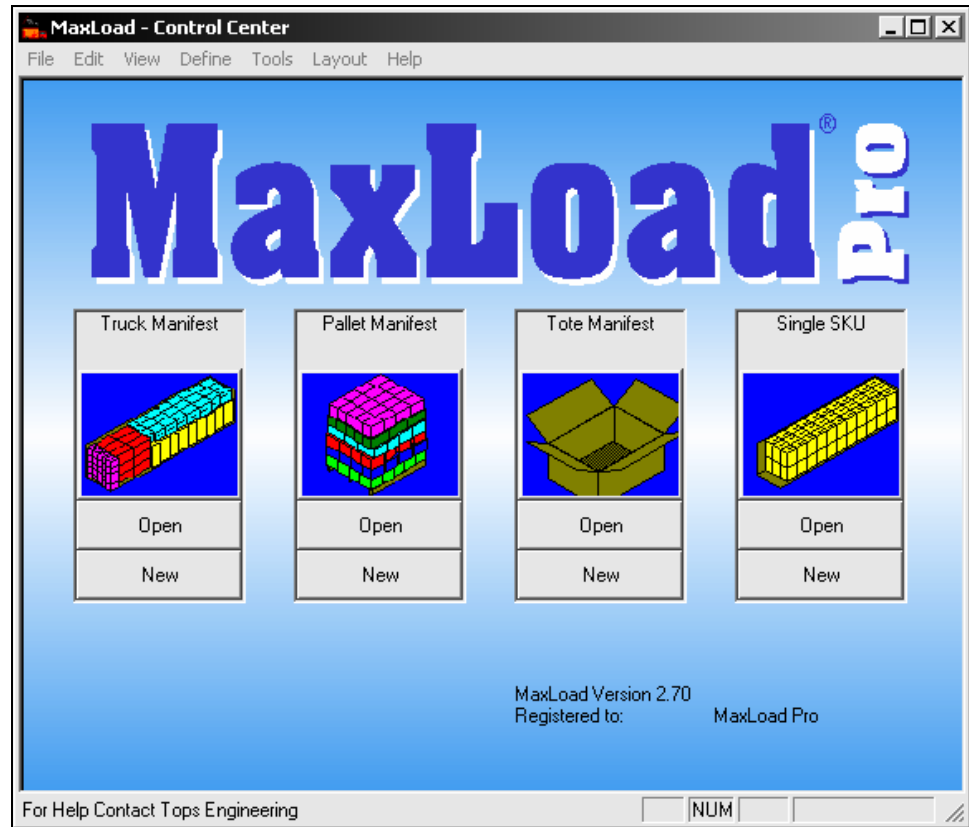 MaxLoad - Control Center
File Edit View Define Tools Layout Help
MaxLoad® Pro
Truck Manifest Pallet Manifest Tote Manifest Single SKU
Open Open Open Open
New New New New
MaxLoad Version 2.70
Registered to: MaxLoad Pro
For Help Contact Tops Engineering NUM